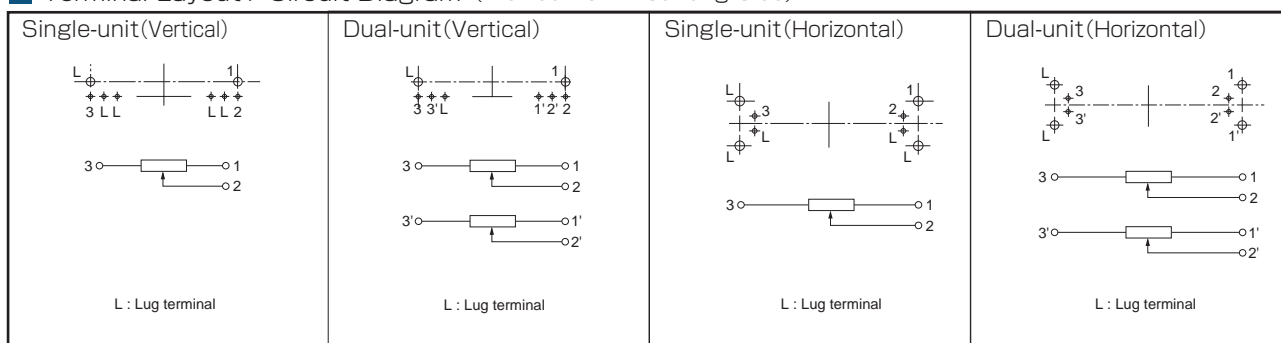 Terminal Layout / Circuit Diagram
Single-unit(Vertical)
L 1
3 L L L L 2
3 1
2
L : Lug terminal
Dual-unit(Vertical)
L 1
3 3' L 1' 2' 2
3 1
2
3' 1'
2'
L : Lug terminal
Single-unit(Horizontal)
L 1
3 2
L L
L L
3 1
2
L : Lug terminal
Dual-unit(Horizontal)
L 1
3 2
3' 2'
L 1'
3 1
2
3' 1'
2'
L : Lug terminal